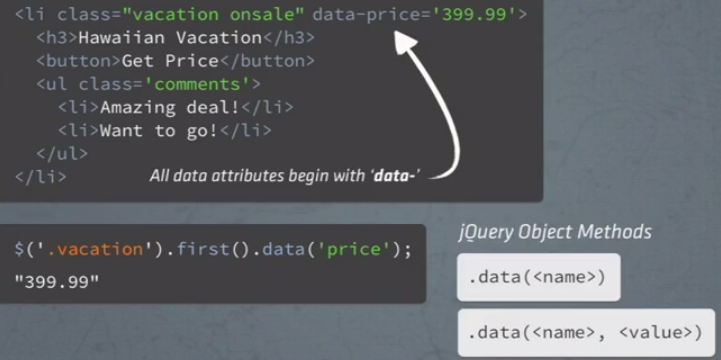 <li class="vacation onsale" data-price='399.99'>
<h3>Hawaiian Vacation</h3>
<button>Get Price</button>
<ul class='comments'>
<li>Amazing deal!</li>
<li>Want to go!</li>
</ul>
</li>
All data attributes begin with ‘data-’
$('.vacation').first().data('price');
"399.99"
jQuery Object Methods
.data(<name>)
.data(<name>, <value>)